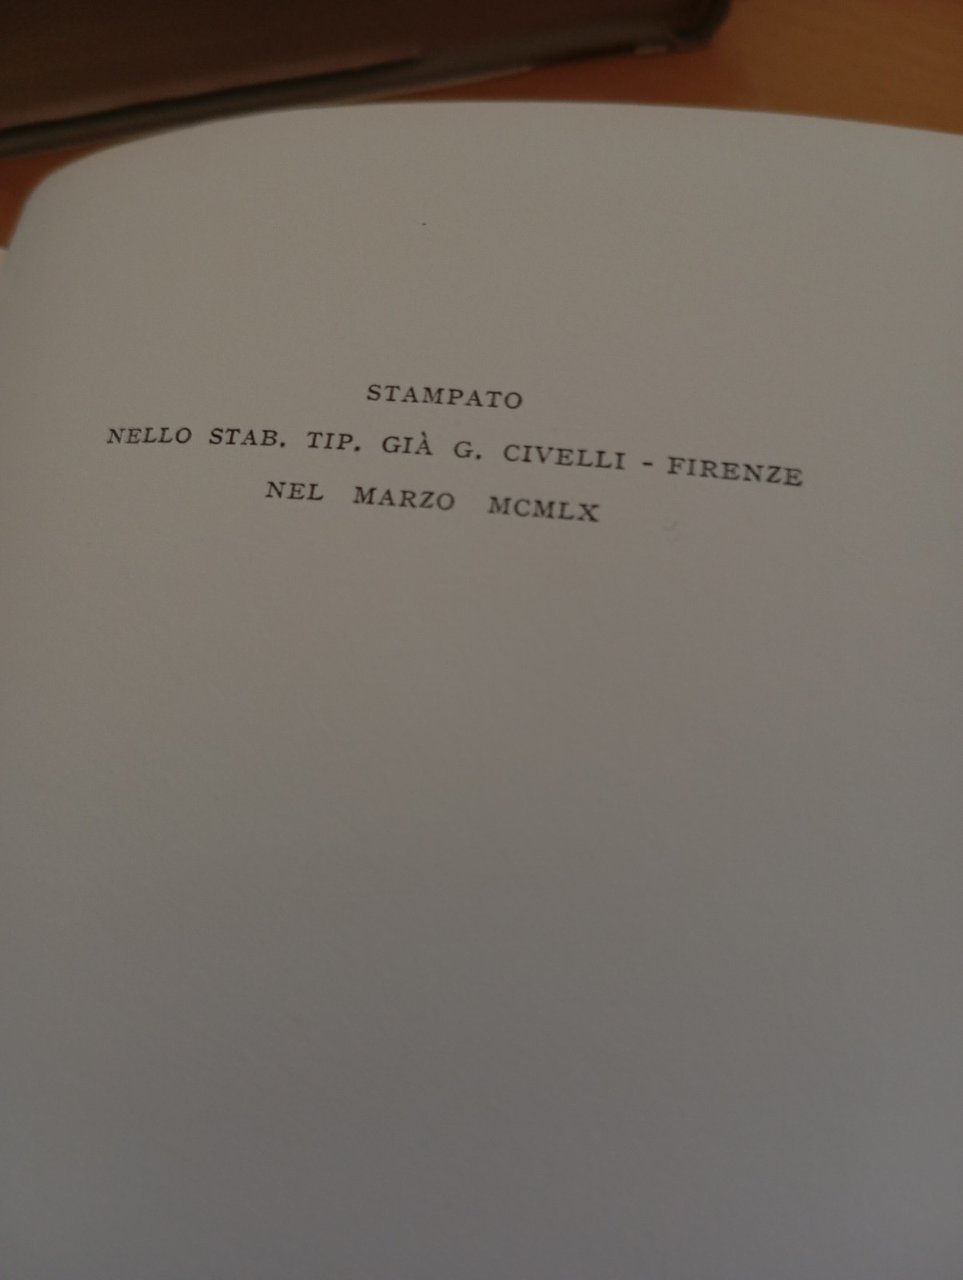 STAMPATO
NELLO STAB. TIP. GIÀ G. CIVELLI - FIRENZE
NEL MARZO MCMLX